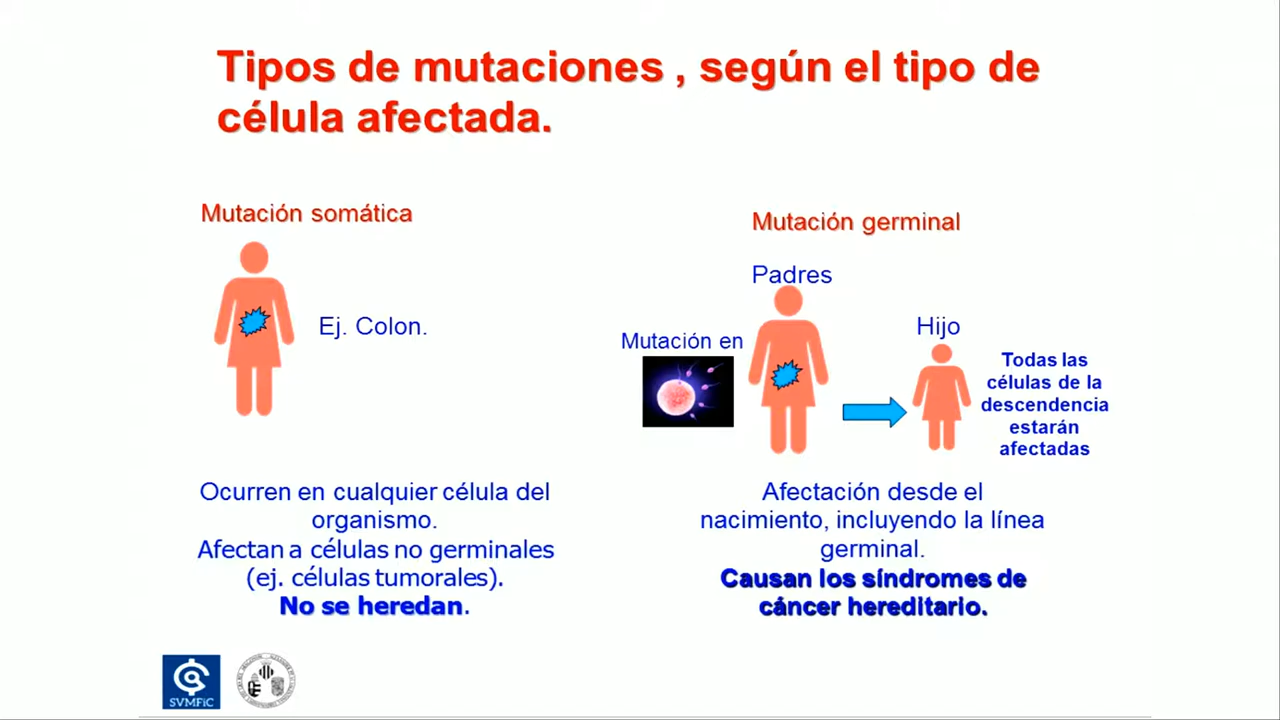 Tipos de mutaciones , según el tipo de
célula afectada.
Mutación somática
Ej. Colon.
Ocurren en cualquier célula del
organismo.
Afectan a células no germinales
(ej. células tumorales).
No se heredan.
Mutación germinal
Padres
Mutación en
Hijo
Todas las
células de la
descendencia
estarán
afectadas
Afectación desde el
nacimiento, incluyendo la línea
germinal.
Causan los síndromes de
cáncer hereditario.
SVMFiC